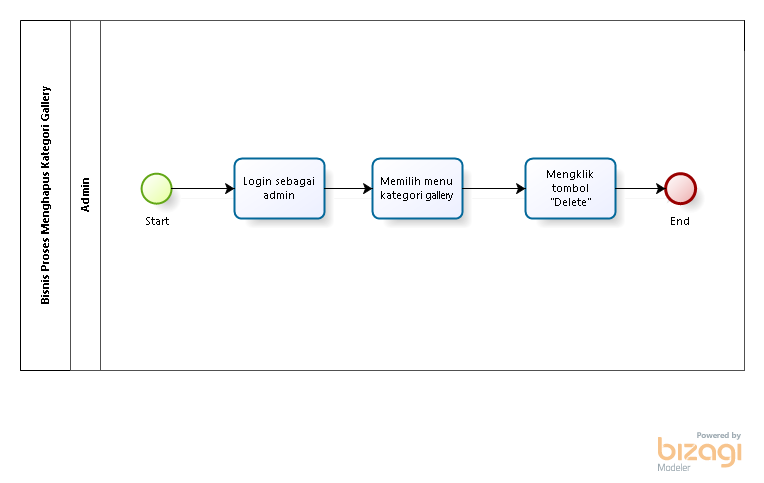 Bisnis Proses Menghapus Kategori Gallery
Admin
Start
Login sebagai
admin
Memilih menu
kategori gallery
Mengklik
tombol
"Delete"
End
Powered by
bizagi
Modeler